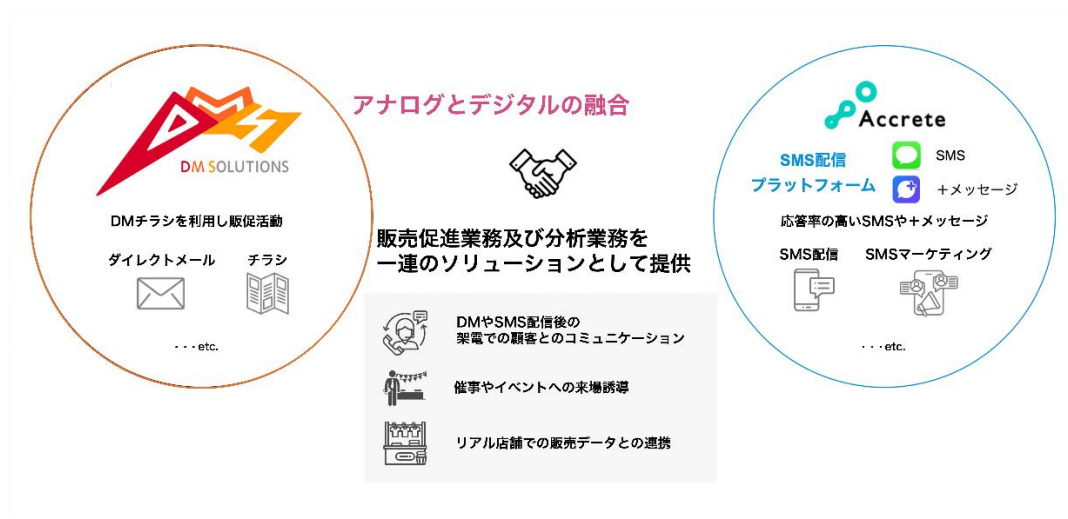 DMS
DM SOLUTIONS
DMチラシを利用し販促活動
ダイレクトメール チラシ
・・・etc.
アナログとデジタルの融合
販売促進業務及び分析業務を
一連のソリューションとして提供
DMやSMS配信後の
架電での顧客とのコミュニケーション
催事やイベントへの来場誘導
リアル店舗での販売データとの連携
Accrete
SMS配信
プラットフォーム
SMS
＋メッセージ
応答率の高いSMSや＋メッセージ
SMS配信 SMSマーケティング
・・・etc.